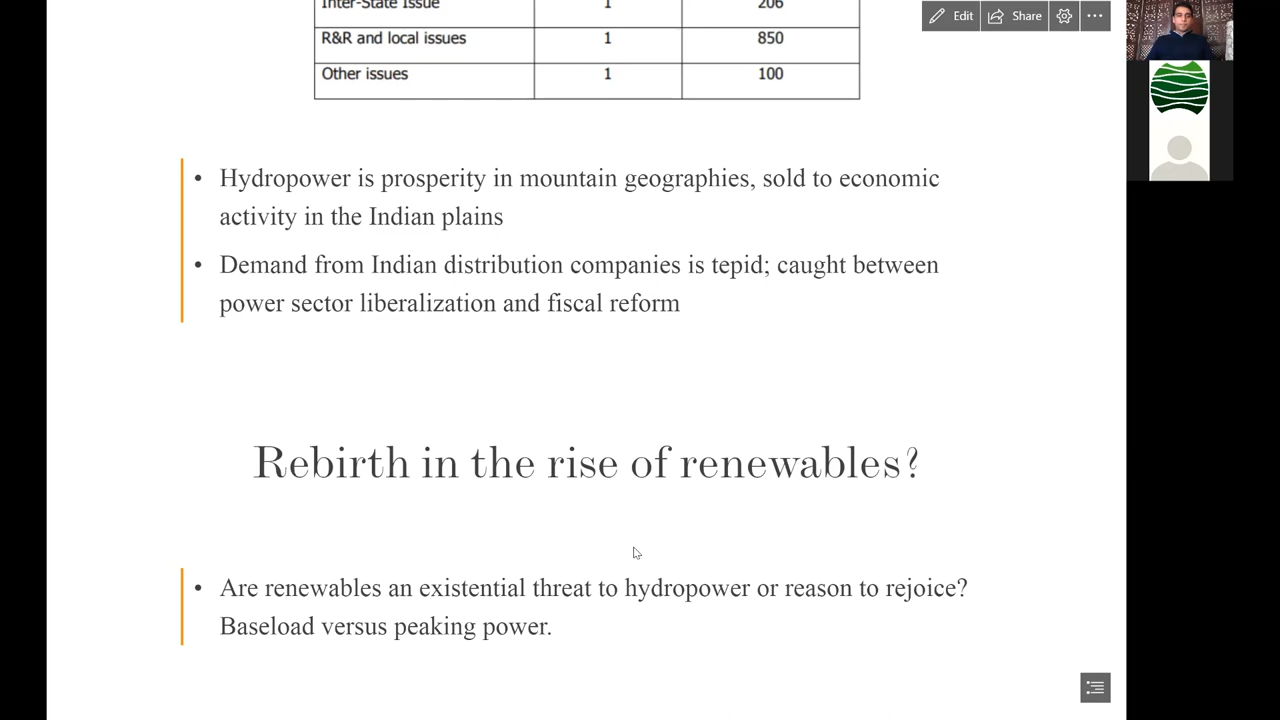 Edit Share
Inter-State Issue 1 206
R&R and local issues 1 850
Other issues 1 100
• Hydropower is prosperity in mountain geographies, sold to economic
activity in the Indian plains
• Demand from Indian distribution companies is tepid; caught between
power sector liberalization and fiscal reform
Rebirth in the rise of renewables?
• Are renewables an existential threat to hydropower or reason to rejoice?
Baseload versus peaking power.